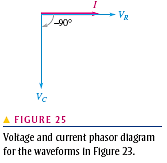 I
V_R
–90°
V_C
▲ FIGURE 25
Voltage and current phasor diagram
for the waveforms in Figure 23.